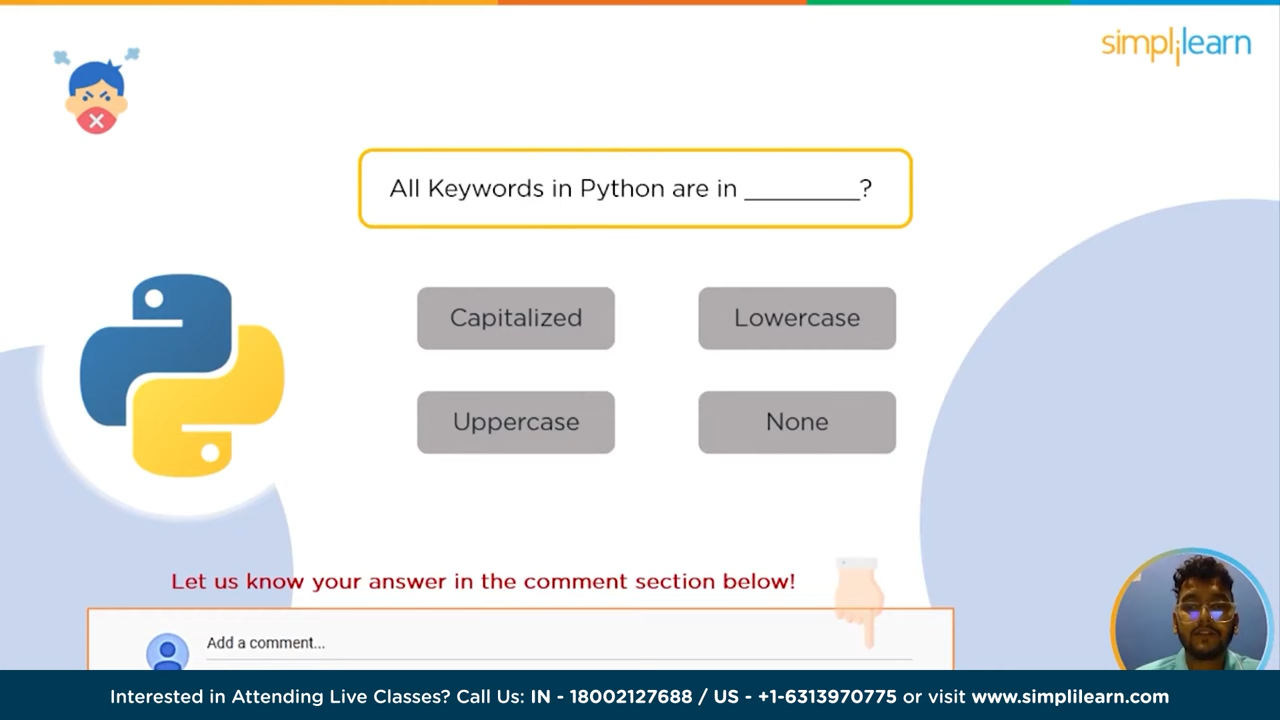 simplilearn
All Keywords in Python are in _________?
Capitalized
Lowercase
Uppercase
None
Let us know your answer in the comment section below!
Add a comment...
Interested in Attending Live Classes? Call Us: IN - 18002127688 / US - +1-6313970775 or visit www.simplilearn.com